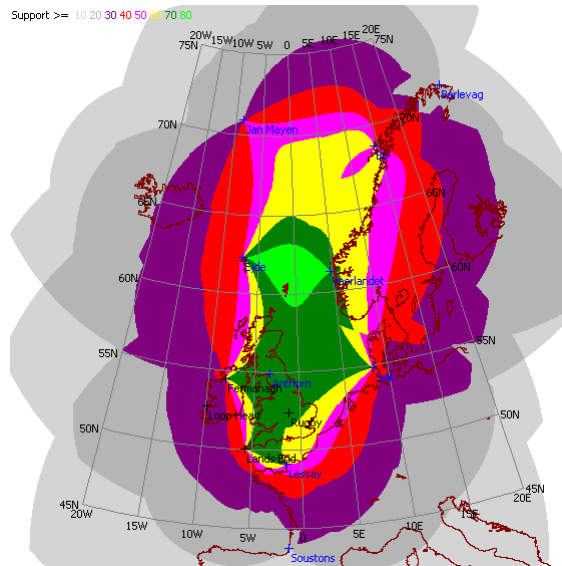 Support >= 10 20 30 40 50 60 70 80
20W 15W 10W 5W 0 5E 10E 15E 20E
75N 75N
Berlevag
70N 70N
Jan Mayen
65N 65N
60N 60N
Ejde
Værlandet
55N 55N
Anthorn
Fermanagh
Loop Head Rugby
50N 50N
Lands End
Lessay
45N 45N
20W 15W 10W 5W 0 5E 10E 15E 20E
Soustons